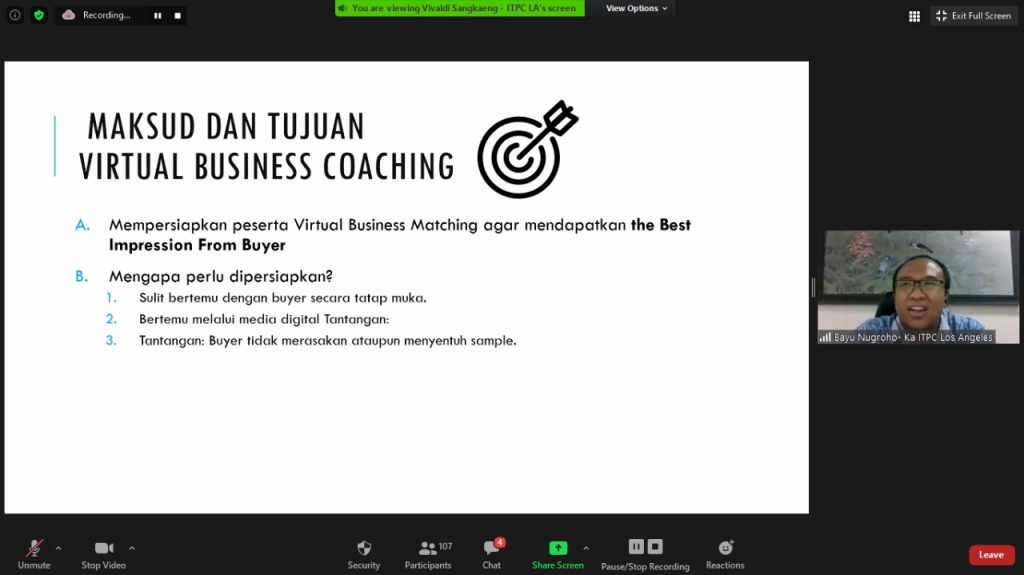 Recording...
You are viewing Vivaldi Sangkaeng - ITPC LA's screen
View Options
Exit Full Screen
MAKSUD DAN TUJUAN
VIRTUAL BUSINESS COACHING
A. Mempersiapkan peserta Virtual Business Matching agar mendapatkan the Best
Impression From Buyer
B. Mengapa perlu dipersiapkan?
1. Sulit bertemu dengan buyer secara tatap muka.
2. Bertemu melalui media digital Tantangan:
3. Tantangan: Buyer tidak merasakan ataupun menyentuh sample.
Bayu Nugroho- Ka ITPC Los Angeles
Unmute
Stop Video
Security
Participants 107
Chat 4
Share Screen
Pause/Stop Recording
Reactions
Leave